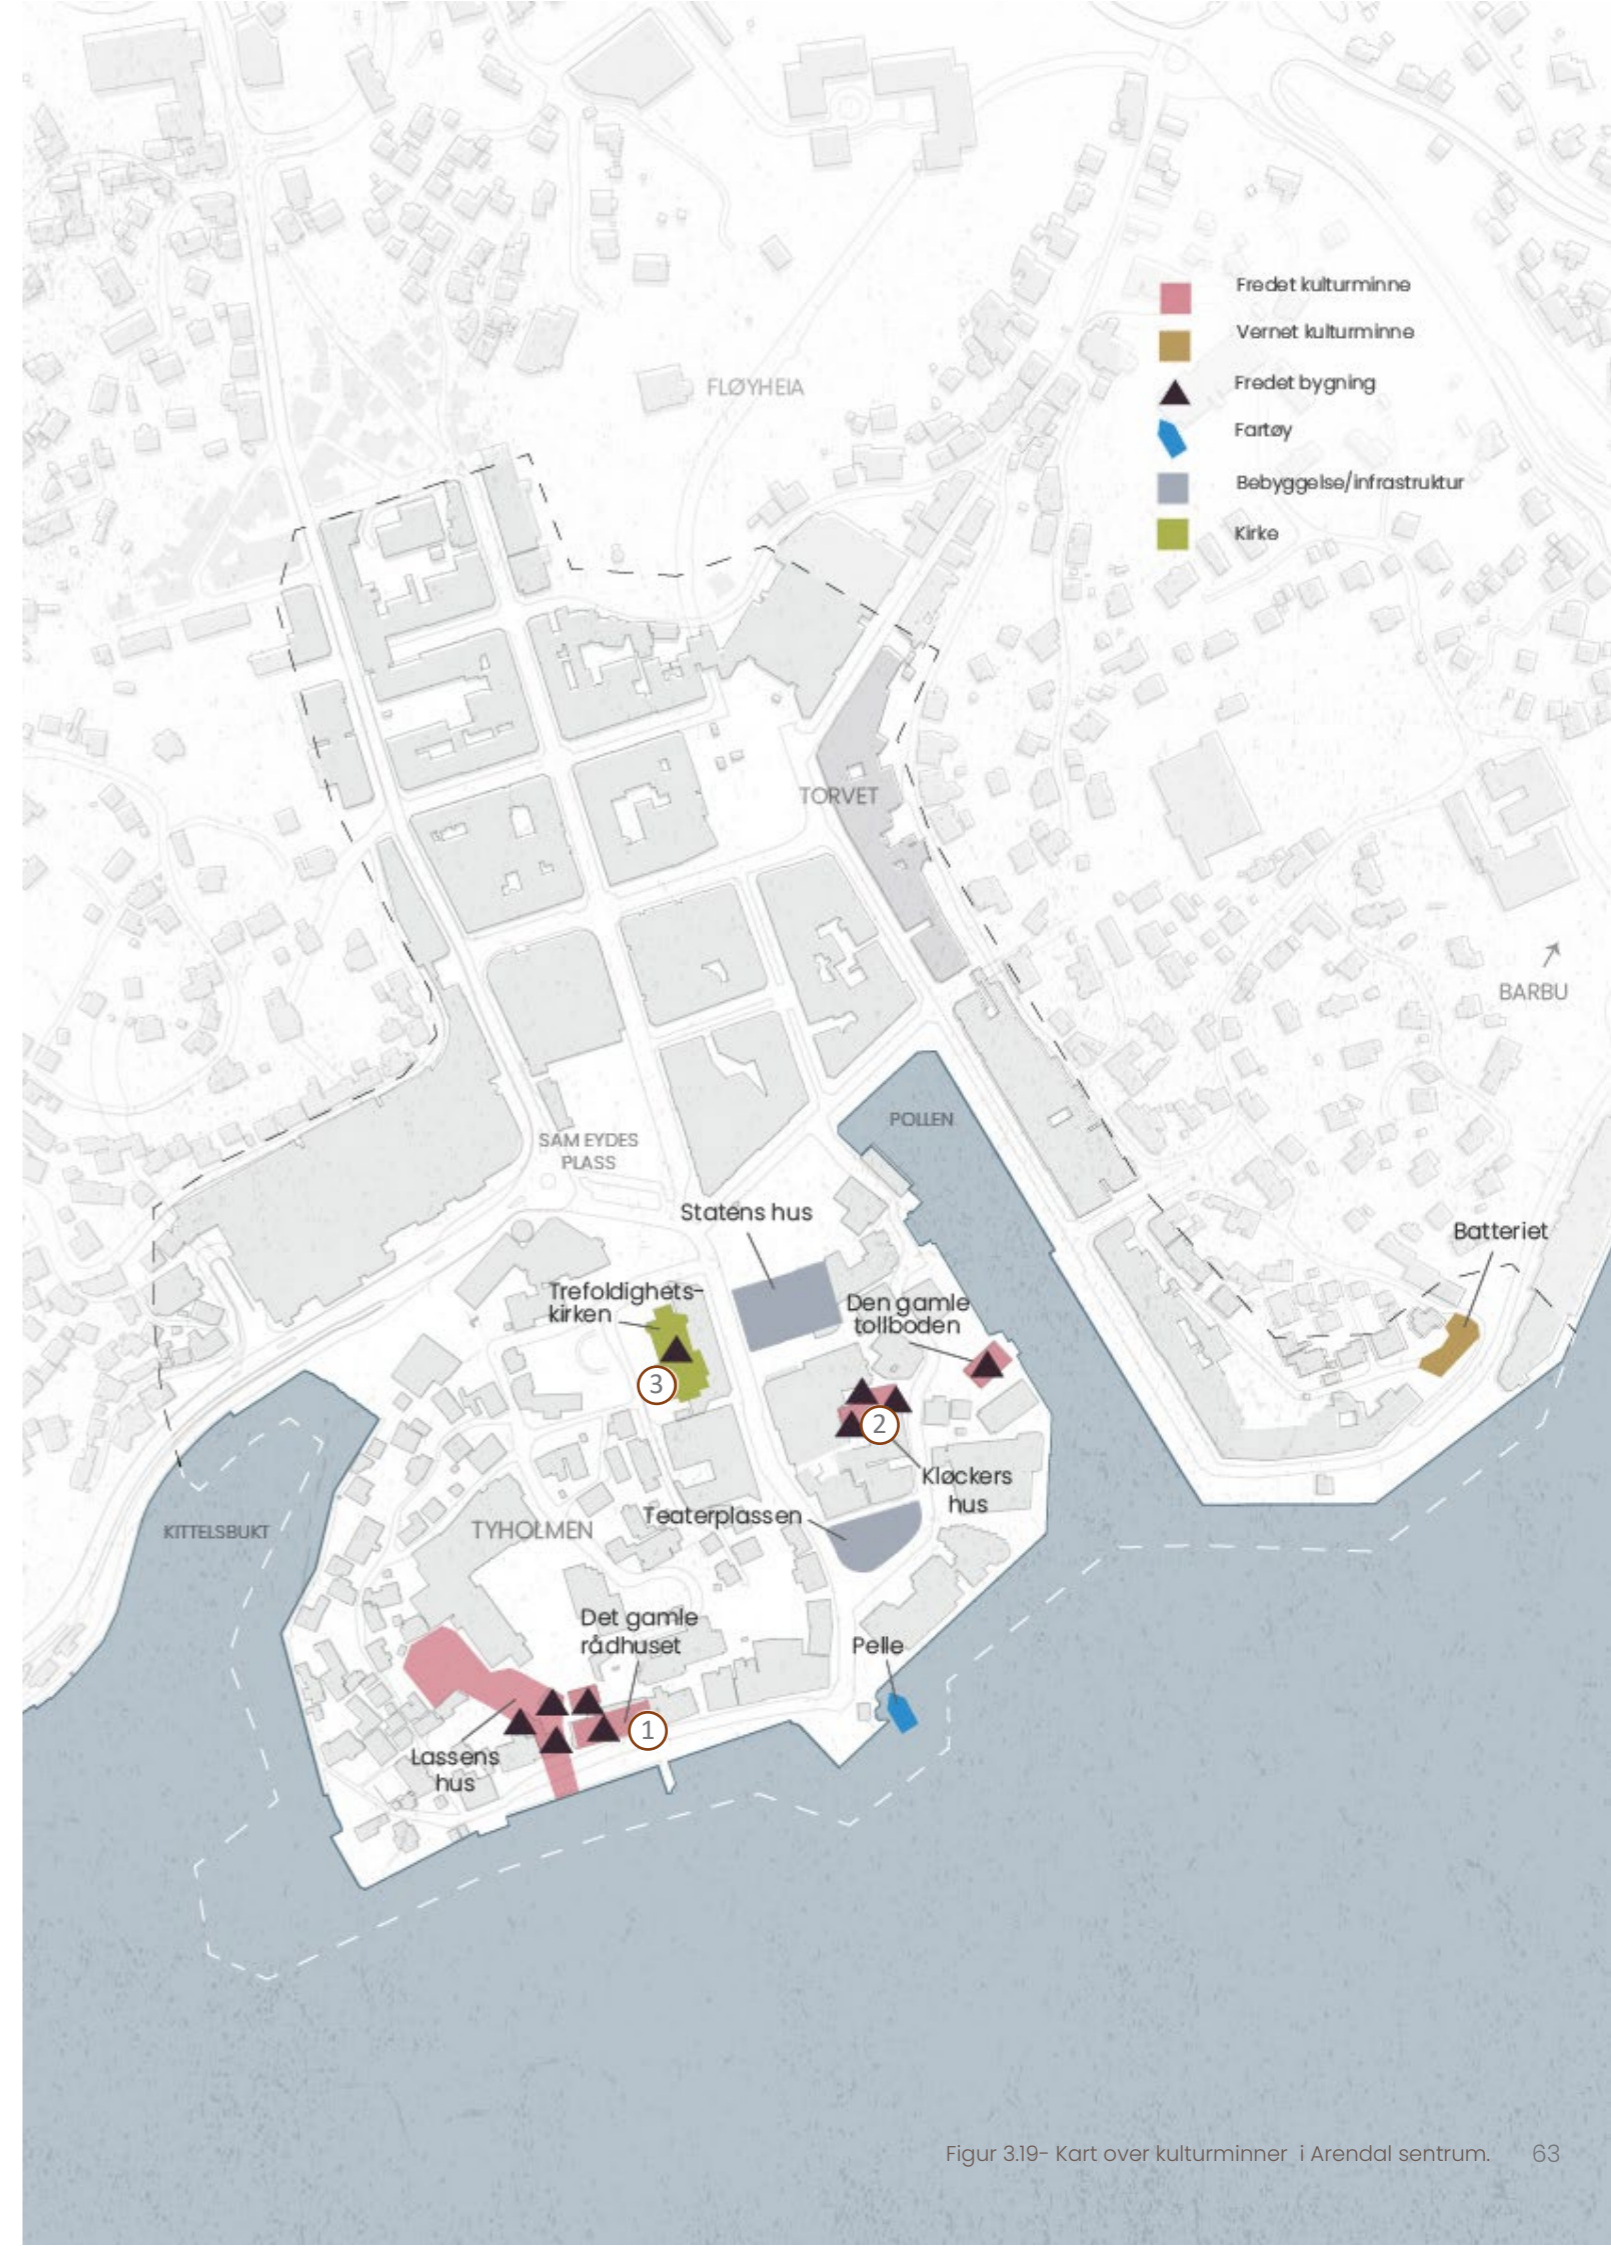 Fredet kulturminne
Vernet kulturminne
Fredet bygning
Fartøy
Bebyggelse/infrastruktur
Kirke
FLØYHEIA
TORVET
BARBU
POLLEN
SAM EYDES
PLASS
Statens hus
Batteriet
Trefoldighets-
kirken
Den gamle
tollboden
3
2
Kløckers
hus
Teaterplassen
KITTELSBUKT
TYHOLMEN
Det gamle
rådhuset
Pelle
1
Lassens
hus
Figur 3.19- Kart over kulturminner i Arendal sentrum. 63